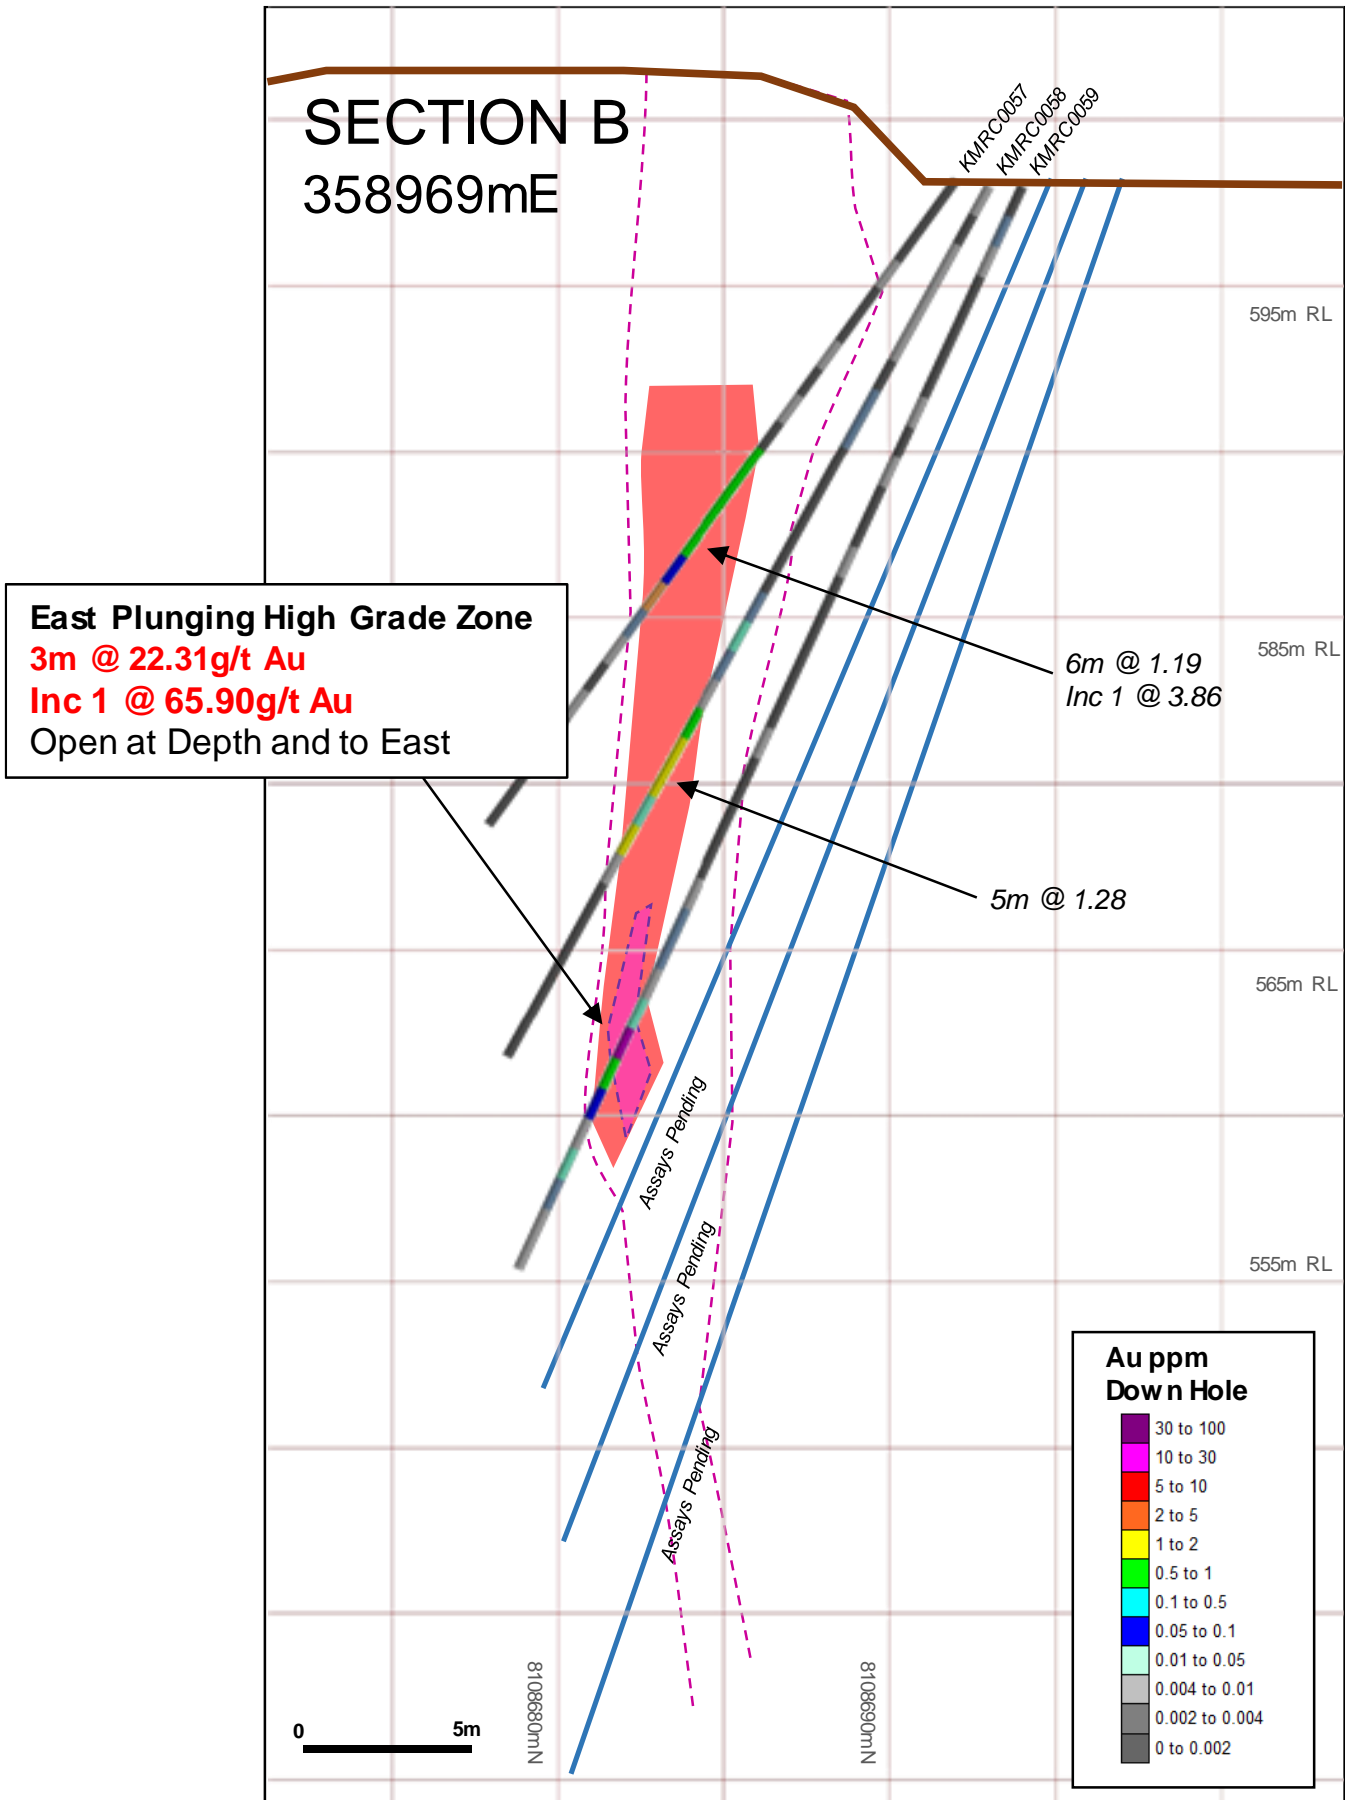 SECTION B
358969mE
KMRC0057
KMRC0058
KMRC0059
595m RL
East Plunging High Grade Zone
3m @ 22.31g/t Au
Inc 1 @ 65.90g/t Au
Open at Depth and to East
6m @ 1.19
Inc 1 @ 3.86
585m RL
5m @ 1.28
565m RL
Assays Pending
Assays Pending
Assays Pending
555m RL
Au ppm
Down Hole
30 to 100
10 to 30
5 to 10
2 to 5
1 to 2
0.5 to 1
0.1 to 0.5
0.05 to 0.1
0.01 to 0.05
0.004 to 0.01
0.002 to 0.004
0 to 0.002
8108680mN
8108690mN
0 5m